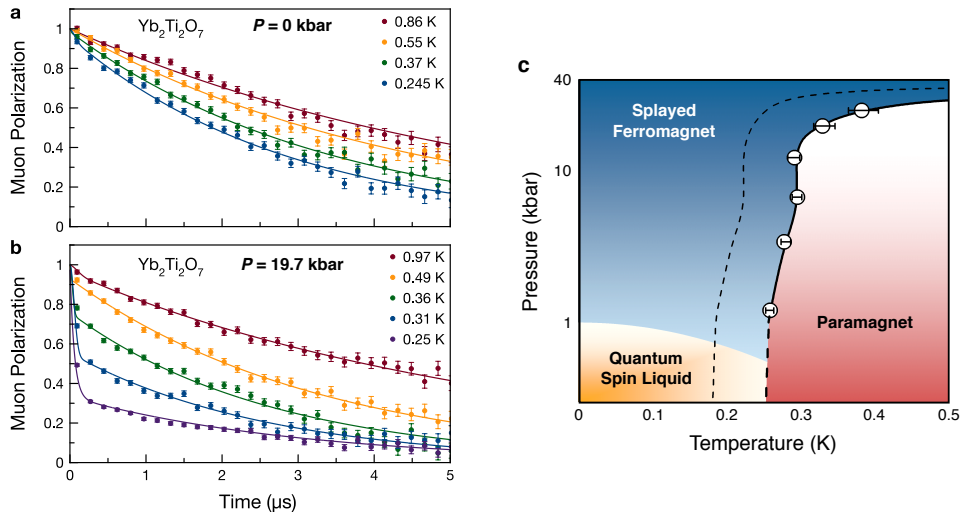 a
Yb₂Ti₂O₇
P = 0 kbar
0.86 K
0.55 K
0.37 K
0.245 K
1
0.8
0.6
0.4
0.2
0
Muon Polarization
b
Yb₂Ti₂O₇
P = 19.7 kbar
0.97 K
0.49 K
0.36 K
0.31 K
0.25 K
1
0.8
0.6
0.4
0.2
0
Muon Polarization
0 1 2 3 4 5
Time (μs)
c
40
10
1
Pressure (kbar)
Splayed
Ferromagnet
Paramagnet
Quantum
Spin Liquid
0 0.1 0.2 0.3 0.4 0.5
Temperature (K)